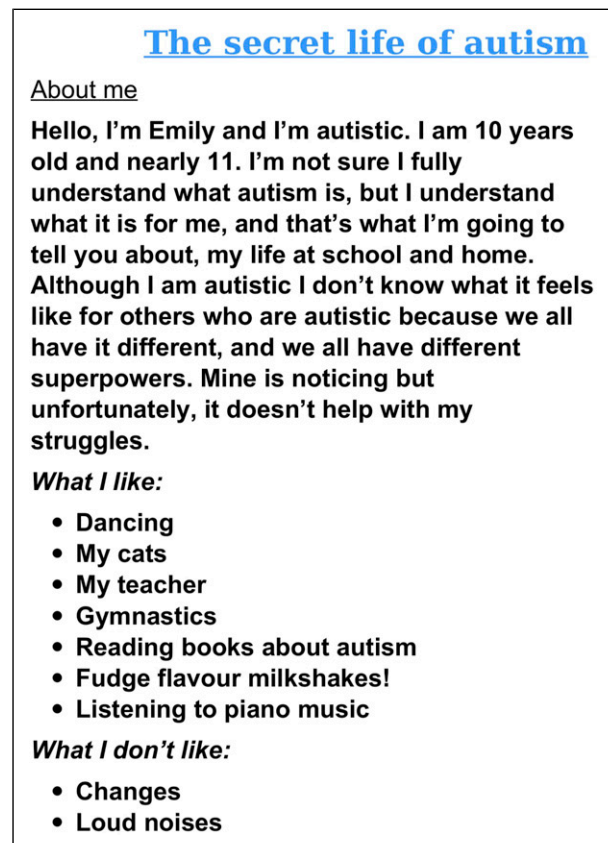 The secret life of autism
About me
Hello, I'm Emily and I'm autistic. I am 10 years
old and nearly 11. I'm not sure I fully
understand what autism is, but I understand
what it is for me, and that's what I'm going to
tell you about, my life at school and home.
Although I am autistic I don't know what it feels
like for others who are autistic because we all
have it different, and we all have different
superpowers. Mine is noticing but
unfortunately, it doesn't help with my
struggles.
What I like:
• Dancing
• My cats
• My teacher
• Gymnastics
• Reading books about autism
• Fudge flavour milkshakes!
• Listening to piano music
What I don't like:
• Changes
• Loud noises